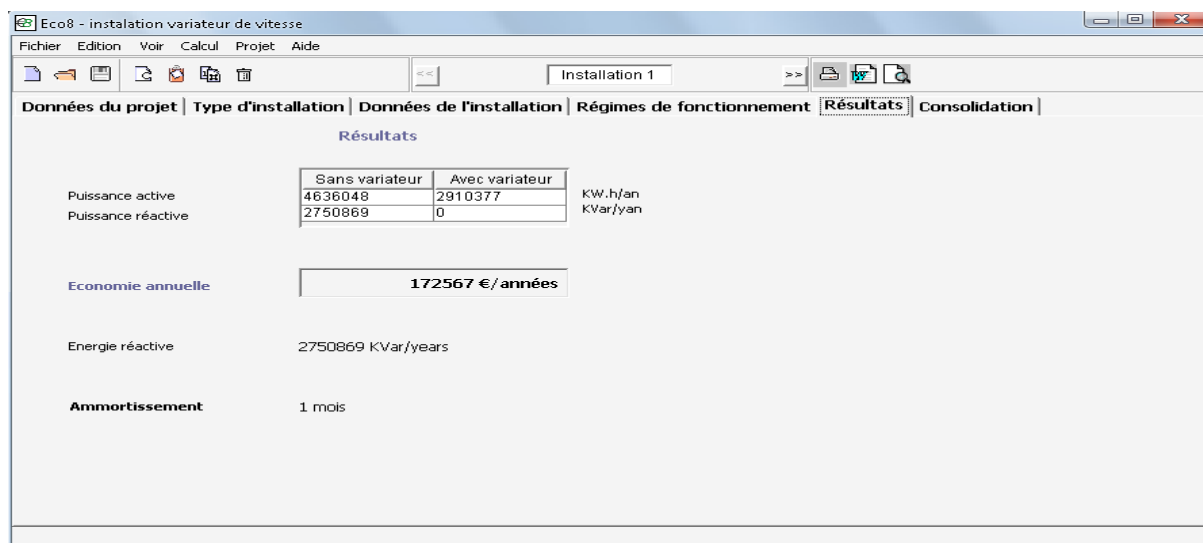 Eco8 - instalation variateur de vitesse
Fichier Edition Voir Calcul Projet Aide
<< Installation 1 >>
Données du projet Type d'installation Données de l'installation Régimes de fonctionnement Résultats Consolidation
Résultats
Sans variateur Avec variateur
Puissance active 4636048 2910377 KW.h/an
Puissance réactive 2750869 0 KVar/yan
Economie annuelle 172567 €/années
Energie réactive 2750869 KVar/years
Ammortissement 1 mois